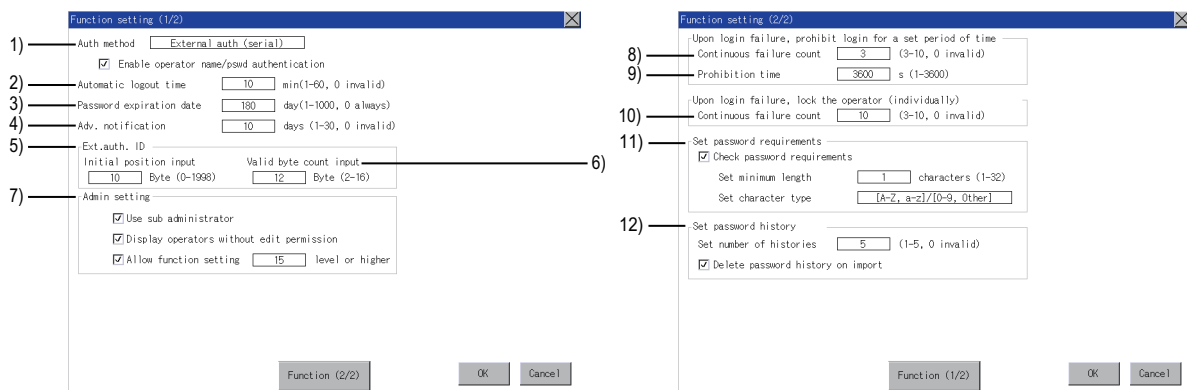 Function setting (1/2)
1) Auth method External auth (serial)
Enable operator name/pswd authentication
2) Automatic logout time 10 min(1-60, 0 invalid)
3) Password expiration date 180 day(1-1000, 0 always)
4) Adv. notification 10 days (1-30, 0 invalid)
5) Ext.auth. ID
Initial position input Valid byte count input 6)
10 Byte (0-1998) 12 Byte (2-16)
7) Admin setting
Use sub administrator
Display operators without edit permission
Allow function setting 15 level or higher
Function (2/2) OK Cancel
Function setting (2/2)
Upon login failure, prohibit login for a set period of time
8) Continuous failure count 3 (3-10, 0 invalid)
9) Prohibition time 3600 s (1-3600)
Upon login failure, lock the operator (individually)
10) Continuous failure count 10 (3-10, 0 invalid)
11) Set password requirements
Check password requirements
Set minimum length 1 characters (1-32)
Set character type [A-Z, a-z]/[0-9, Other]
12) Set password history
Set number of histories 5 (1-5, 0 invalid)
Delete password history on import
Function (1/2) OK Cancel